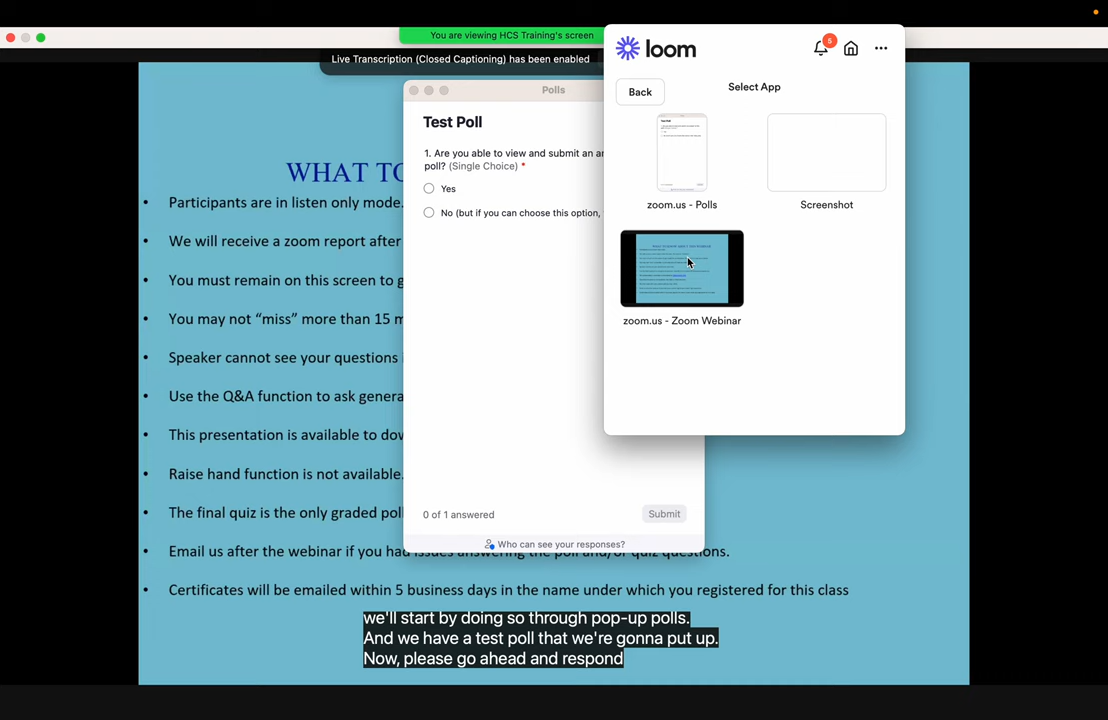 You are viewing HCS Training's screen
Live Transcription (Closed Captioning) has been enabled
loom
5
Back
Select App
zoom.us - Polls
Screenshot
zoom.us - Zoom Webinar
Polls
Test Poll
1. Are you able to view and submit an
poll? (Single Choice) *
Yes
No (but if you can choose this option,
0 of 1 answered
Submit
Who can see your responses?
WHAT TO
• Participants are in listen only mode.
• We will receive a zoom report after
• You must remain on this screen to
• You may not “miss” more than 15
• Speaker cannot see your questions
• Use the Q&A function to ask
• This presentation is available to
• Raise hand function is not available.
• The final quiz is the only graded
• Email us after the webinar if you had issues answering the poll and/or quiz questions.
• Certificates will be emailed within 5 business days in the name under which you registered for this class
we'll start by doing so through pop-up polls.
And we have a test poll that we're gonna put up.
Now, please go ahead and respond